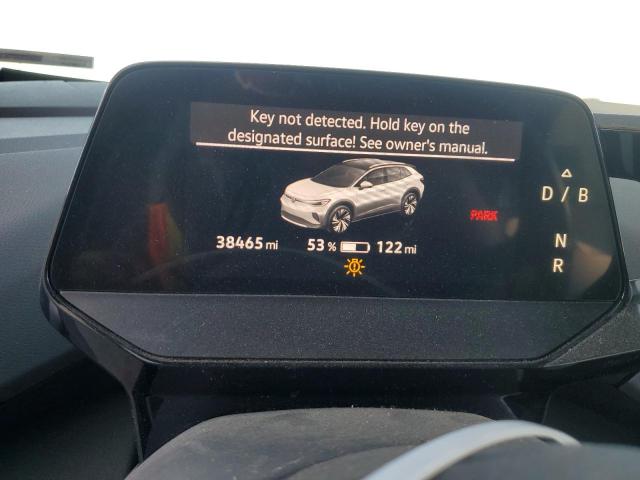 Key not detected. Hold key on the
designated surface! See owner's manual.
D / B
PARK
38465 mi 53 % 122 mi
N
R